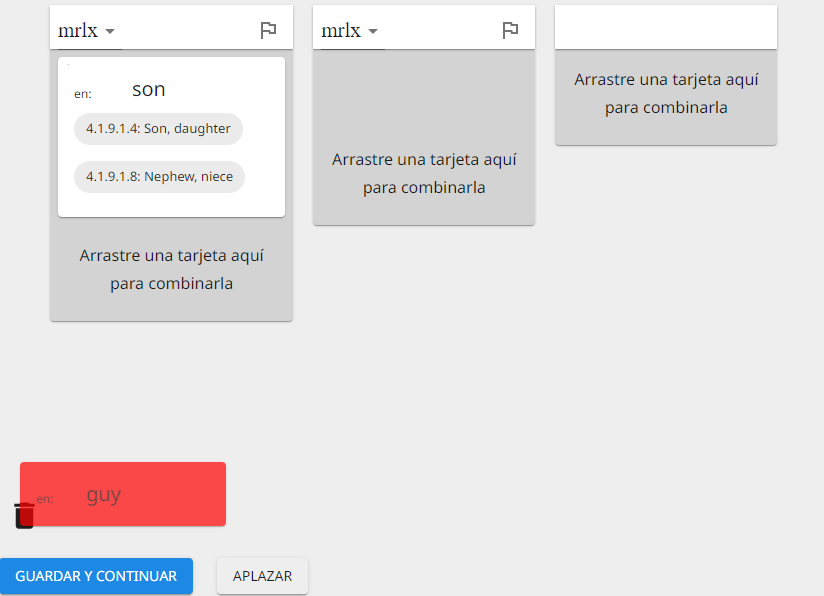 mrlx
mrlx
en: son
4.1.9.1.4: Son, daughter
4.1.9.1.8: Nephew, niece
Arrastre una tarjeta aquí
para combinarla
Arrastre una tarjeta aquí
para combinarla
Arrastre una tarjeta aquí
para combinarla
en: guy
GUARDAR Y CONTINUAR
APLAZAR